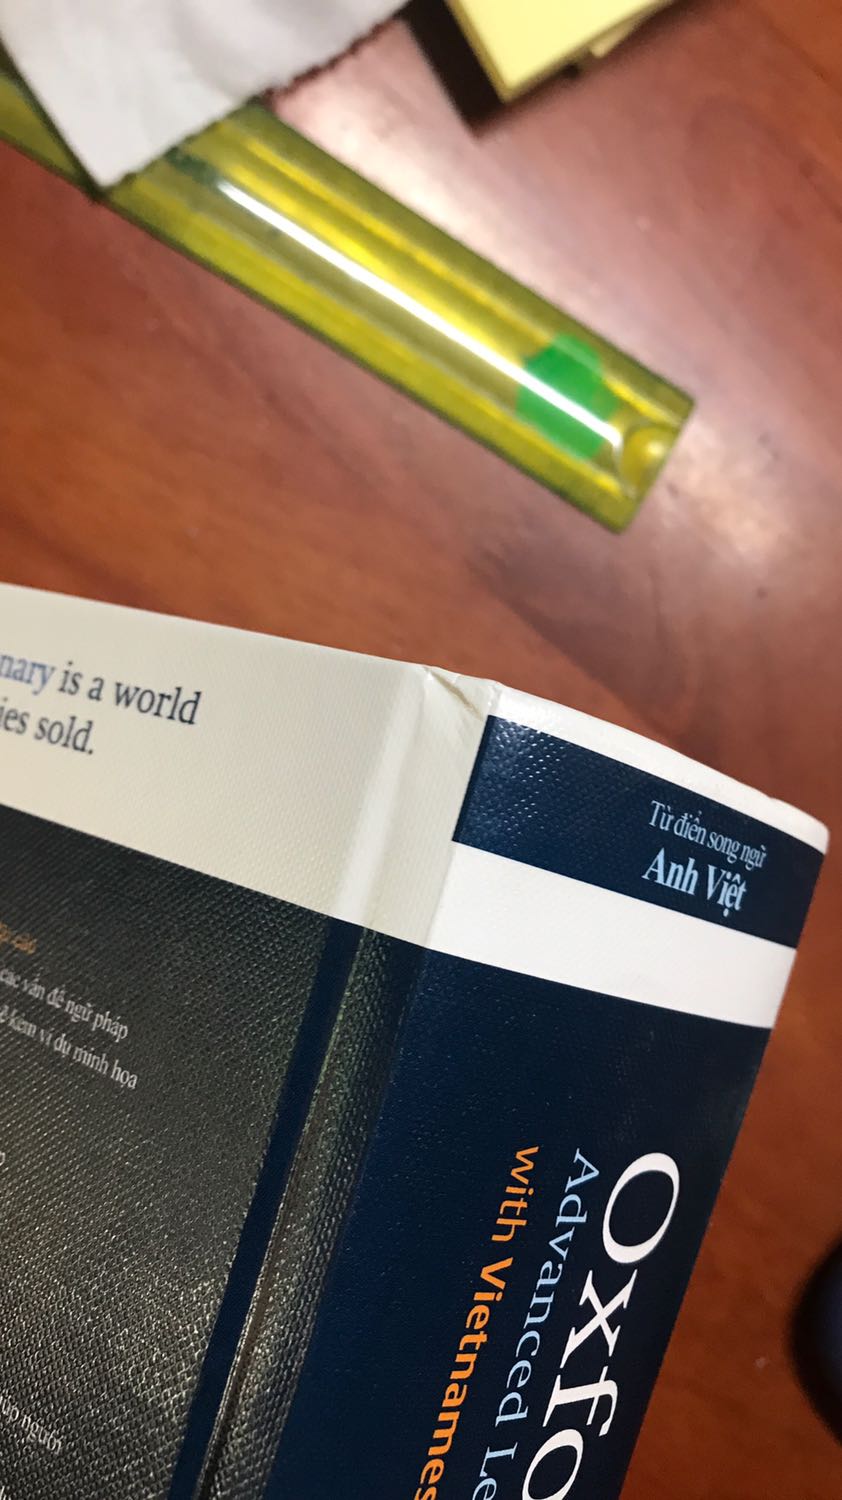 nary is a world
ies sold.
các vấn đề ngữ pháp
kèm ví dụ minh họa
người
Từ điển song ngữ
Anh Việt
Oxfo
Advanced Le
with Vietnames